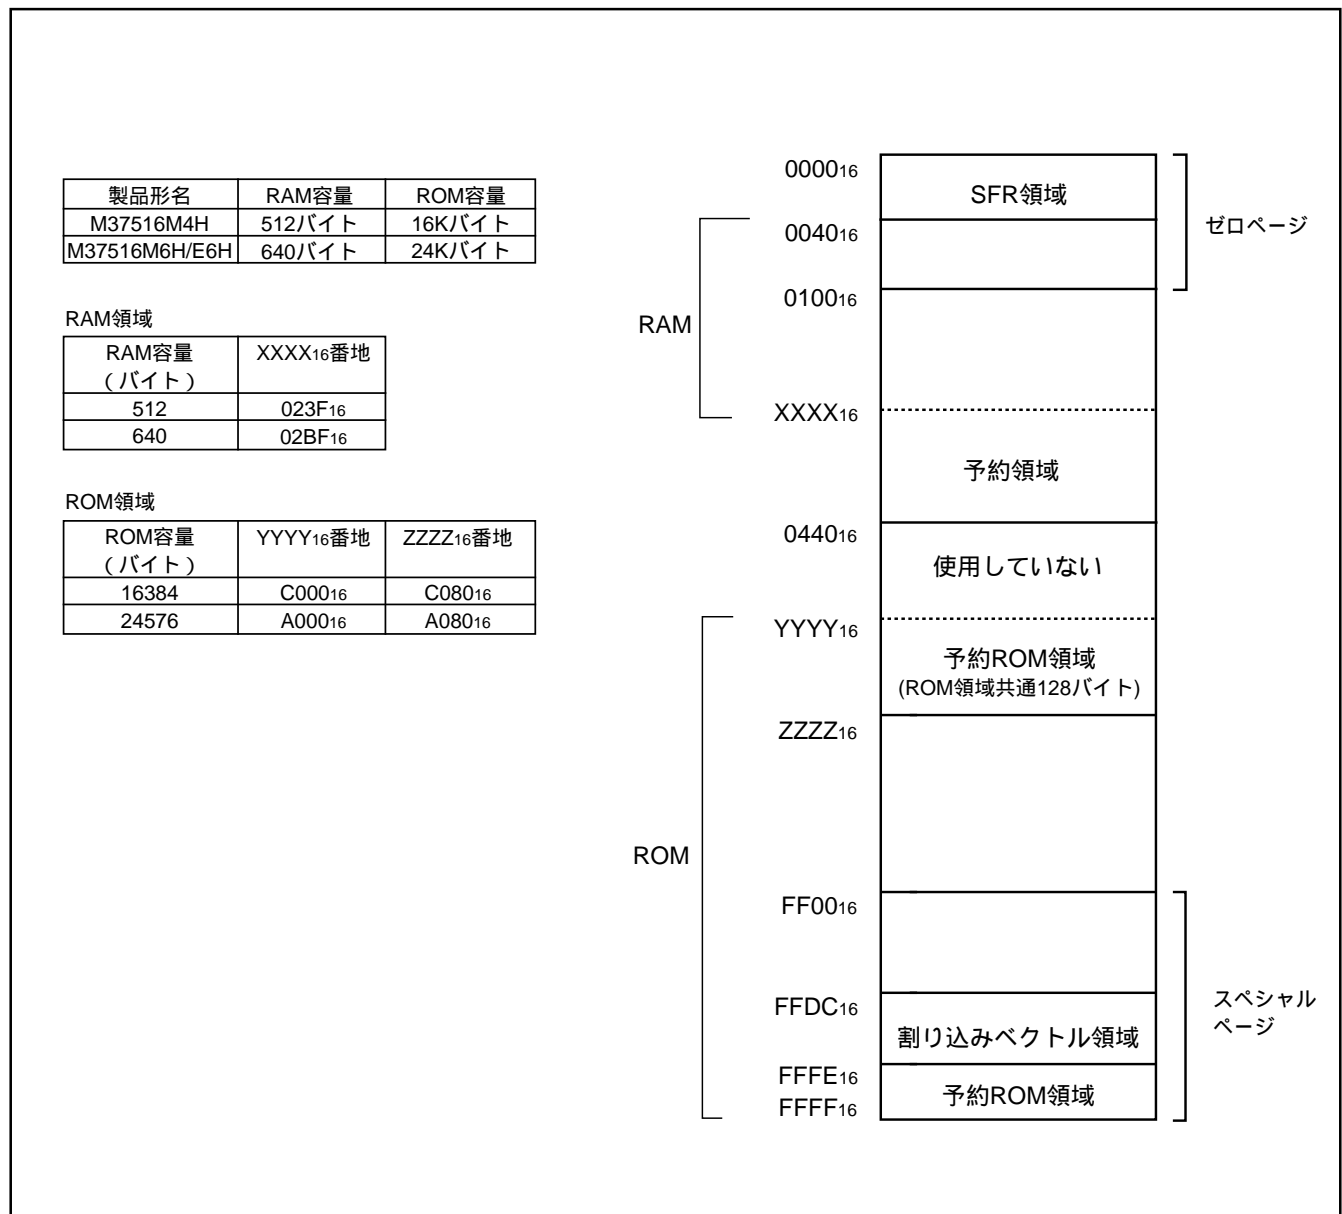 製品形名 RAM容量 ROM容量
M37516M4H 512バイト 16Kバイト
M37516M6H/E6H 640バイト 24Kバイト
RAM領域
RAM容量 XXXX16番地
(バイト)
512 023F16
640 02BF16
ROM領域
ROM容量 YYYY16番地 ZZZZ16番地
(バイト)
16384 C00016 C08016
24576 A00016 A08016
000016
SFR領域
004016
ゼロページ
010016
RAM
XXXX16
予約領域
044016
使用していない
YYYY16
予約ROM領域
(ROM領域共通128バイト)
ZZZZ16
ROM
FF0016
FFDC16
割り込みベクトル領域
スペシャル
ページ
FFFE16
予約ROM領域
FFFF16